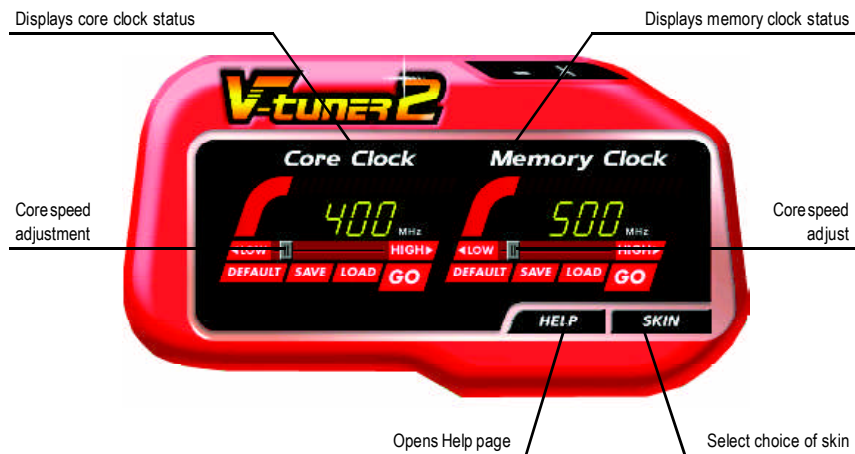 Displays core clock status
Displays memory clock status
V-tuner2
Core Clock
Memory Clock
Core speed
adjustment
400 MHz
500 MHz
Core speed
adjust
◄LOW HIGH►
◄LOW HIGH►
DEFAULT SAVE LOAD GO
DEFAULT SAVE LOAD GO
HELP SKIN
Opens Help page
Select choice of skin